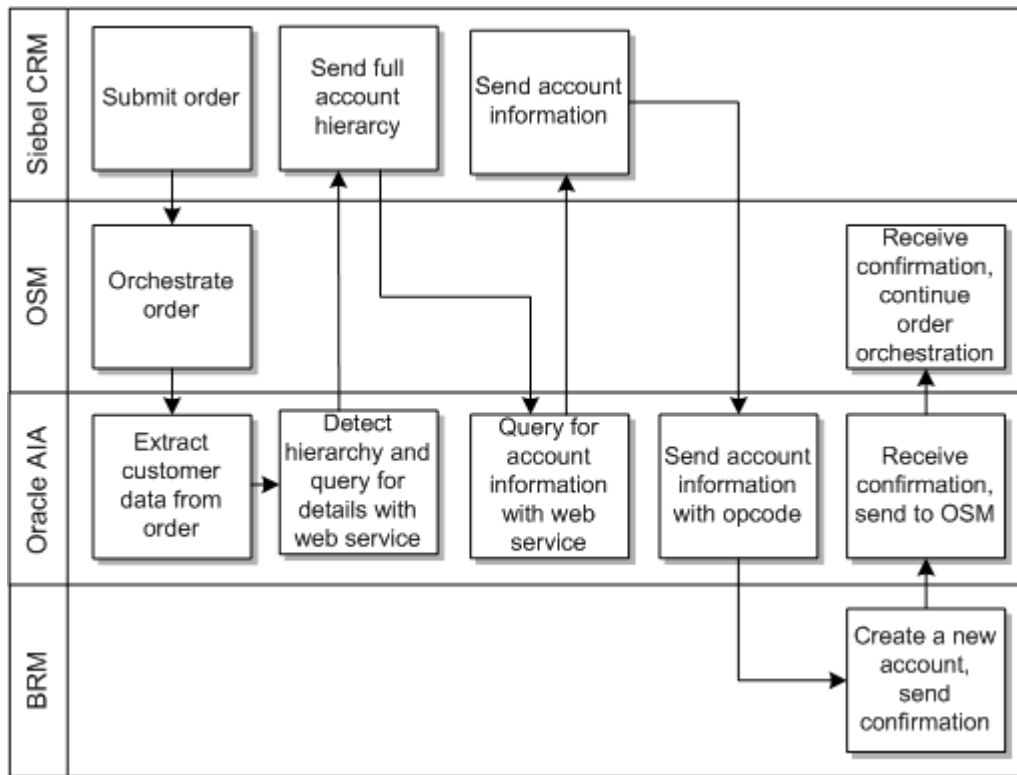 Siebel CRM
Submit order
Send full
account
hierarcy
Send account
information
OSM
Orchestrate
order
Receive
confirmation,
continue
order
orchestration
Oracle AIA
Extract
customer
data from
order
Detect
hierarchy and
query for
details with
web service
Query for
account
information
with web
service
Send account
information
with opcode
Receive
confirmation,
send to OSM
BRM
Create a new
account,
send
confirmation